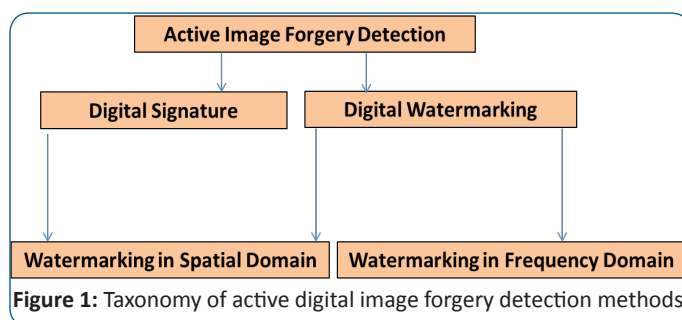 Active Image Forgery Detection
Digital Signature
Digital Watermarking
Watermarking in Spatial Domain
Watermarking in Frequency Domain
Figure 1: Taxonomy of active digital image forgery detection methods